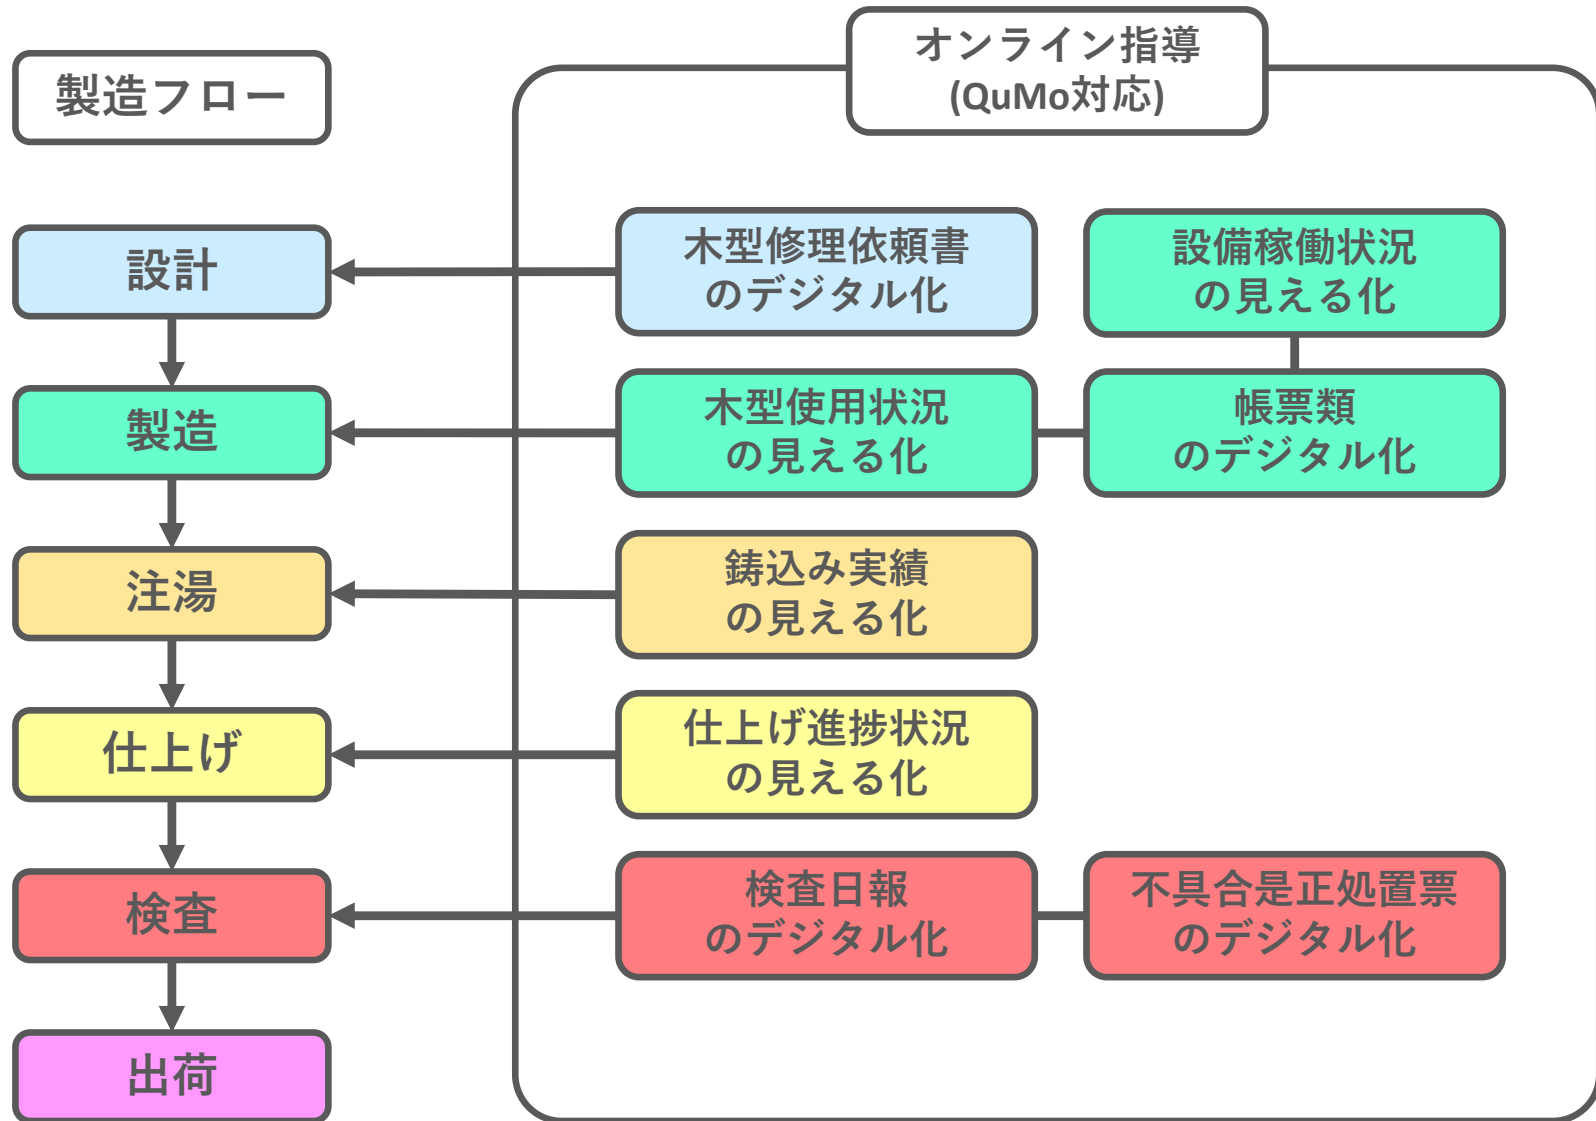 製造フロー
オンライン指導
(QuMo対応)
設計
木型修理依頼書
のデジタル化
設備稼働状況
の見える化
製造
木型使用状況
の見える化
帳票類
のデジタル化
注湯
鋳込み実績
の見える化
仕上げ
仕上げ進捗状況
の見える化
検査
検査日報
のデジタル化
不具合是正処置票
のデジタル化
出荷